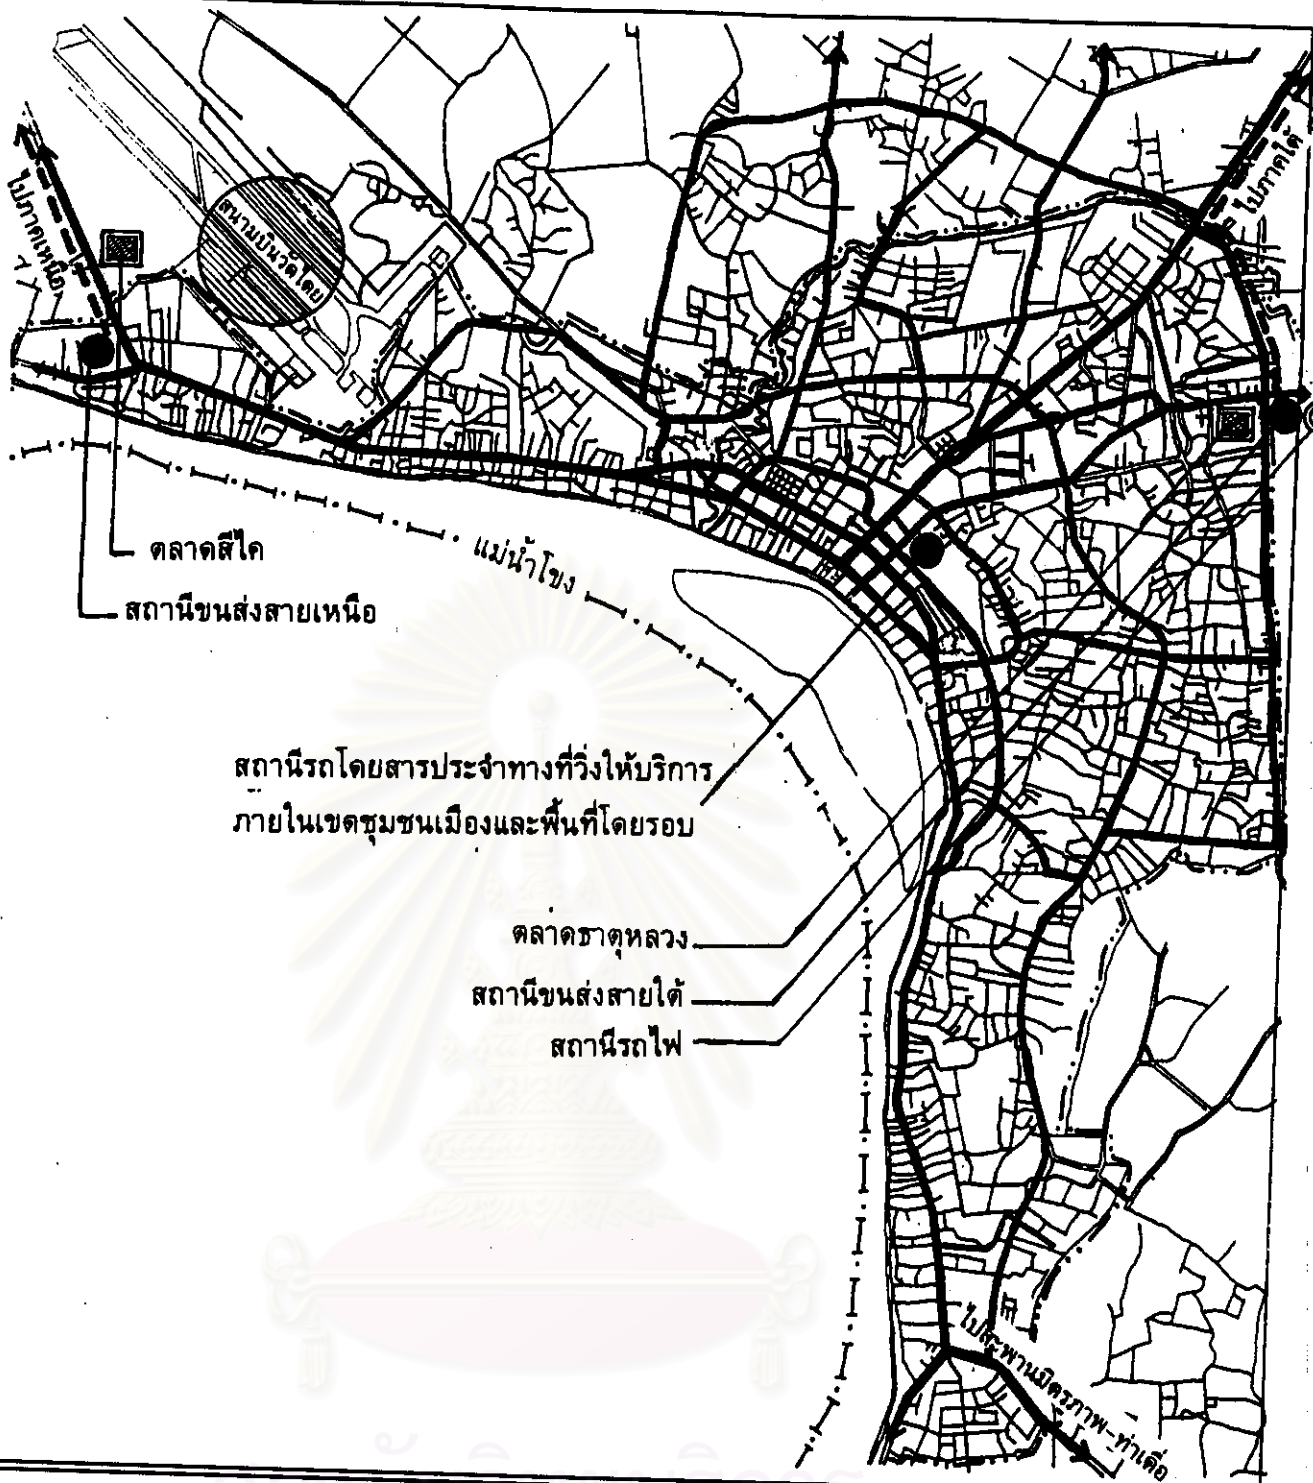 ไปภาคเหนือ
สนามบินวัดไต
ไปภาคใต้
ตลาดสีไค
สถานีขนส่งสายเหนือ
แม่น้ำโขง
สถานีรถโดยสารประจำทางที่วิ่งให้บริการ
ภายในเขตชุมชนเมืองและพื้นที่โดยรอบ
ตลาดธาตุหลวง
สถานีขนส่งสายใต้
สถานีรถไฟ
ไปสะพานมิตรภาพ-ท่าเดื่อ